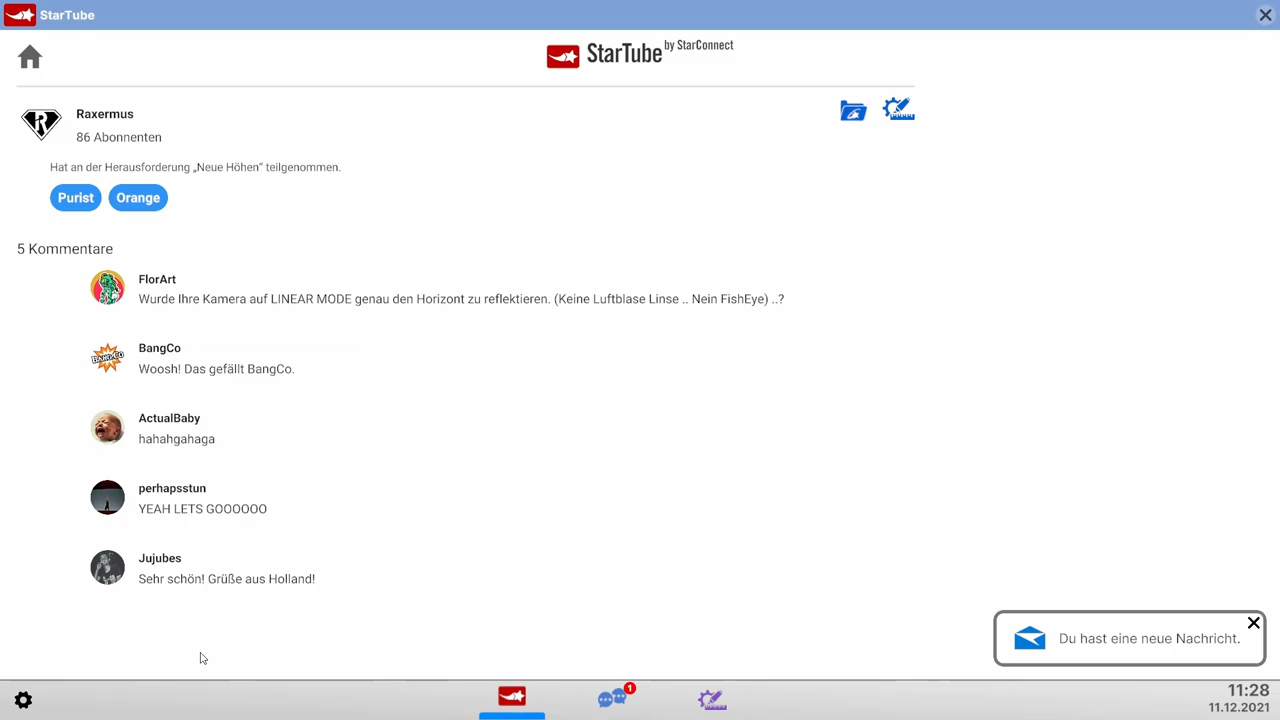 StarTube
StarTube by StarConnect
Raxermus
86 Abonnenten
Hat an der Herausforderung „Neue Höhen“ teilgenommen.
Purist Orange
5 Kommentare
FlorArt
Wurde Ihre Kamera auf LINEAR MODE genau den Horizont zu reflektieren. (Keine Luftblase Linse .. Nein FishEye) ..?
BangCo
BANGCO
Woosh! Das gefällt BangCo.
ActualBaby
hahahgahaga
perhapsstun
YEAH LETS GOOOOOO
Jujubes
Sehr schön! Grüße aus Holland!
Du hast eine neue Nachricht.
1
11:28
11.12.2021